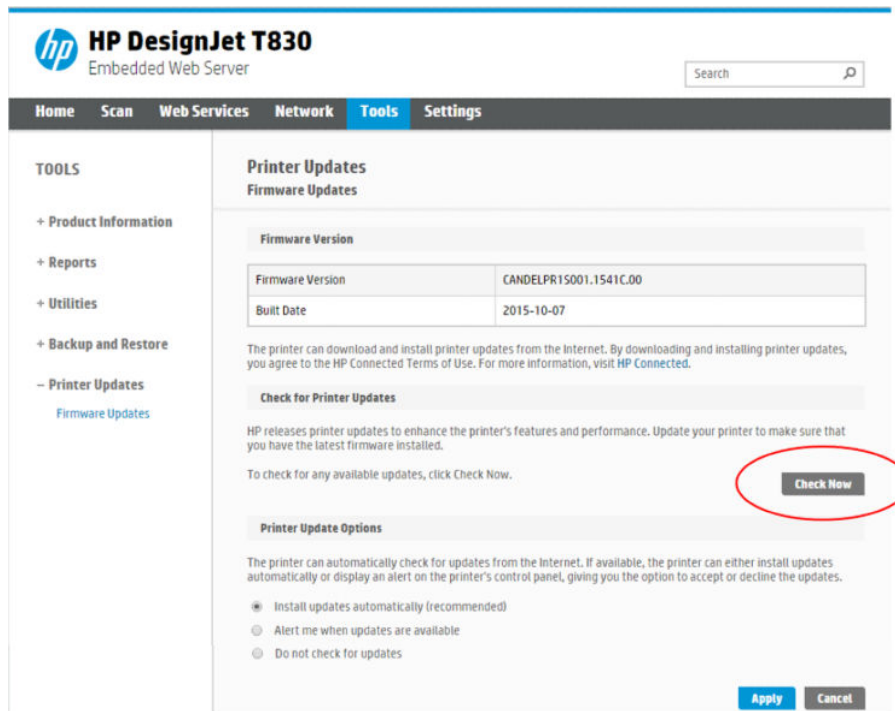 hp
HP DesignJet T830
Embedded Web Server
Search
Home Scan Web Services Network Tools Settings
TOOLS
+ Product Information
+ Reports
+ Utilities
+ Backup and Restore
– Printer Updates
Firmware Updates
Printer Updates
Firmware Updates
Firmware Version
Firmware Version CANDELPR1S001.1541C.00
Built Date 2015-10-07
The printer can download and install printer updates from the Internet. By downloading and installing printer updates,
you agree to the HP Connected Terms of Use. For more information, visit HP Connected.
Check for Printer Updates
HP releases printer updates to enhance the printer's features and performance. Update your printer to make sure that
you have the latest firmware installed.
To check for any available updates, click Check Now.
Check Now
Printer Update Options
The printer can automatically check for updates from the Internet. If available, the printer can either install updates
automatically or display an alert on the printer's control panel, giving you the option to accept or decline the updates.
Install updates automatically (recommended)
Alert me when updates are available
Do not check for updates
Apply Cancel